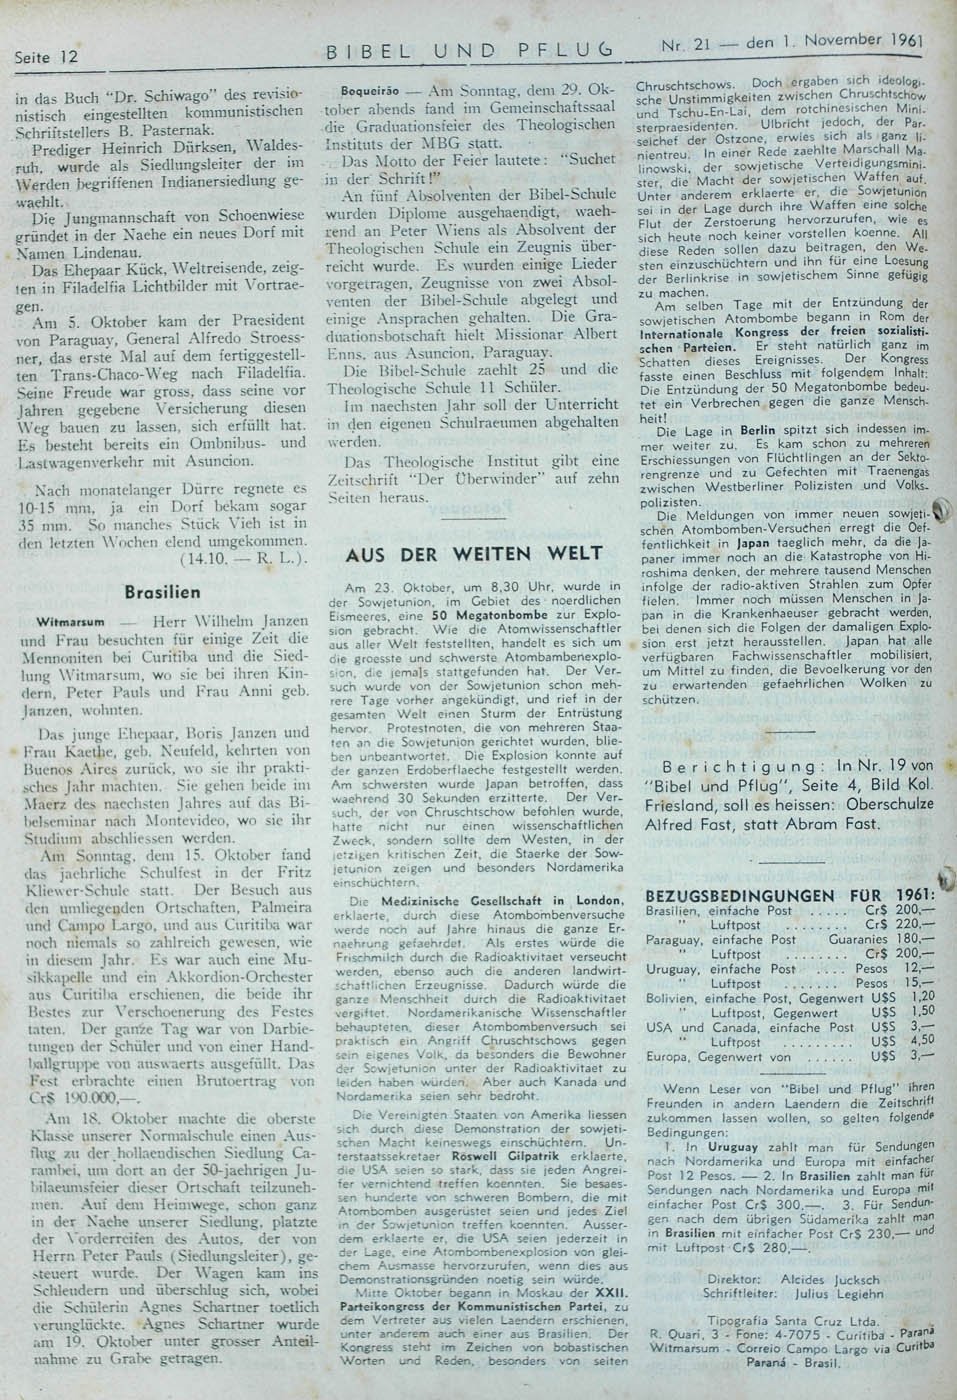 Seite 12
BIBEL UND PFLUG
Nr. 21 — den 1. November 1961
in das Buch "Dr. Schiwago" des revisio-
nistisch eingestellten kommunistischen
Schriftstellers B. Pasternak.
Prediger Heinrich Dürksen, Waldes-
ruh, wurde als Siedlungsleiter der im
Werden begriffenen Indianersiedlung ge-
waehlt.
Die Jungmannschaft von Schoenwiese
gründet in der Naehe ein neues Dorf mit
Namen Lindenau.
Das Ehepaar Kück, Weltreisende, zeig-
ten in Filadelfia Lichtbilder mit Vortrae-
gen.
Am 5. Oktober kam der Praesident
von Paraguay, General Alfredo Stroess-
ner, das erste Mal auf dem fertiggestell-
ten Trans-Chaco-Weg nach Filadelfia.
Seine Freude war gross, dass seine vor
Jahren gegebene Versicherung diesen
Weg bauen zu lassen, sich erfüllt hat.
Es besteht bereits ein Ombnibus- und
Lastwagenverkehr mit Asuncion.
Nach monatelanger Dürre regnete es
10-15 mm, ja ein Dorf bekam sogar
35 mm. So manches Stück Vieh ist in
den letzten Wochen elend umgekommen.
(14.10. — R. L.).
Brasilien
Witmarsum — Herr Wilhelm Janzen
und Frau besuchten für einige Zeit die
Mennoniten bei Curitiba und die Sied-
lung Witmarsum, wo sie bei ihren Kin-
dern, Peter Pauls und Frau Anni geb.
Janzen, wohnten.
Das junge Ehepaar, Boris Janzen und
Frau Kaethe, geb. Neufeld, kehrten von
Buenos Aires zurück, wo sie ihr prakti-
sches Jahr machten. Sie gehen beide im
Maerz des naechsten Jahres auf das Bi-
belseminar nach Montevideo, wo sie ihr
Studium abschliessen werden.
Am Sonntag, dem 15. Oktober fand
das jaehrliche Schulfest in der Fritz
Kliewer-Schule statt. Der Besuch aus
den umliegenden Ortschaften, Palmeira
und Campo Largo, und aus Curitiba war
noch niemals so zahlreich gewesen, wie
in diesem Jahr. Es war auch eine Mu-
sikkapelle und ein Akkordion-Orchester
aus Curitiba erschienen, die beide ihr
Bestes zur Verschoenerung des Festes
taten. Der ganze Tag war von Darbie-
tungen der Schüler und von einer Hand-
ballgruppe von auswaerts ausgefüllt. Das
Fest erbrachte einen Brutoertrag von
Cr$ 190.000,—.
Am 18. Oktober machte die oberste
Klasse unserer Normalschule einen Aus-
flug zu der hollaendischen Siedlung Ca-
rambei, um dort an der 50-jaehrigen Ju-
bilaeumsfeier dieser Ortschaft teilzuneh-
men. Auf dem Heimwege, schon ganz
in der Naehe unserer Siedlung, platzte
der Vorderreifen des Autos, der von
Herrn Peter Pauls (Siedlungsleiter), ge-
steuert wurde. Der Wagen kam ins
Schleudern und überschlug sich, wobei
die Schülerin Agnes Schartner toetlich
verunglückte. Agnes Schartner wurde
am 19. Oktober unter grosser Anteil-
nahme zu Grabe getragen.
Boqueirão — Am Sonntag, dem 29. Ok-
tober abends fand im Gemeinschaftssaal
die Graduationsfeier des Theologischen
Instituts der MBG statt.
Das Motto der Feier lautete: "Suchet
in der Schrift!"
An fünf Absolventen der Bibel-Schule
wurden Diplome ausgehaendigt, waeh-
rend an Peter Wiens als Absolvent der
Theologischen Schule ein Zeugnis über-
reicht wurde. Es wurden einige Lieder
vorgetragen, Zeugnisse von zwei Absol-
venten der Bibel-Schule abgelegt und
einige Ansprachen gehalten. Die Gra-
duationsbotschaft hielt Missionar Albert
Enns, aus Asuncion, Paraguay.
Die Bibel-Schule zaehlt 25 und die
Theologische Schule 11 Schüler.
Im naechsten Jahr soll der Unterricht
in den eigenen Schulraeumen abgehalten
werden.
Das Theologische Institut gibt eine
Zeitschrift "Der Überwinder" auf zehn
Seiten heraus.
AUS DER WEITEN WELT
Am 23. Oktober, um 8,30 Uhr, wurde in
der Sowjetunion, im Gebiet des noerdlichen
Eismeeres, eine 50 Megatonbombe zur Explo-
sion gebracht. Wie die Atomwissenschaftler
aus aller Welt feststellten, handelt es sich um
die groesste und schwerste Atombambenexplo-
sion, die jemals stattgefunden hat. Der Ver-
such wurde von der Sowjetunion schon meh-
rere Tage vorher angekündigt, und rief in der
gesamten Welt einen Sturm der Entrüstung
hervor. Protestnoten, die von mehreren Staa-
ten an die Sowjetunion gerichtet wurden, blie-
ben unbeantwortet. Die Explosion konnte auf
der ganzen Erdoberflaeche festgestellt werden.
Am schwersten wurde Japan betroffen, dass
waehrend 30 Sekunden erzitterte. Der Ver-
such, der von Chruschtschow befohlen wurde,
hatte nicht nur einen wissenschaftlichen
Zweck, sondern sollte dem Westen, in der
jetzigen kritischen Zeit, die Staerke der Sow-
jetunion zeigen und besonders Nordamerika
einschüchtern.
Die Medizinische Gesellschaft in London,
erklaerte, durch diese Atombombenversuche
werde noch auf Jahre hinaus die ganze Er-
naehrung gefaehrdet. Als erstes würde die
Frischmilch durch die Radioaktivitaet verseucht
werden, ebenso auch die anderen landwirt-
schaftlichen Erzeugnisse. Dadurch würde die
ganze Menschheit durch die Radioaktivitaet
vergiftet. Nordamerikanische Wissenschaftler
behaupteten, dieser Atombombenversuch sei
praktisch ein Angriff Chruschtschows gegen
sein eigenes Volk, da besonders die Bewohner
der Sowjetunion unter der Radioaktivitaet zu
leiden haben würden. Aber auch Kanada und
Nordamerika seien sehr bedroht.
Die Vereinigten Staaten von Amerika liessen
sich durch diese Demonstration der sowjeti-
schen Macht keineswegs einschüchtern. Un-
terstaatssekretaer Roswell Gilpatrik erklaerte,
die USA seien so stark, dass sie jeden Angrei-
fer vernichtend treffen koennten. Sie besaes-
sen hunderte von schweren Bombern, die mit
Atombomben ausgerüstet seien und jedes Ziel
in der Sowjetunion treffen koennten. Ausser-
dem erklaerte er, die USA seien jederzeit in
der Lage, eine Atombombenexplosion von glei-
chem Ausmasse hervorzurufen, wenn dies aus
Demonstrationsgründen noetig sein würde.
Mitte Oktober begann in Moskau der XXII.
Parteikongress der Kommunistischen Partei, zu
dem Vertreter aus vielen Laendern erschienen,
unter anderem auch einer aus Brasilien. Der
Kongress steht im Zeichen von bobastischen
Worten und Reden, besonders von seiten
Chruschtschows. Doch ergaben sich ideologi-
sche Unstimmigkeiten zwischen Chruschtschow
und Tschu-En-Lai, dem rotchinesischen Mini-
sterpraesidenten. Ulbricht jedoch, der Par-
seichef der Ostzone, erwies sich als ganz li-
nientreu. In einer Rede zaehlte Marschall Ma-
linowski, der sowjetische Verteidigungsmini-
ster, die Macht der sowjetischen Waffen auf.
Unter anderem erklaerte er, die Sowjetunion
sei in der Lage durch ihre Waffen eine solche
Flut der Zerstoerung hervorzurufen, wie es
sich heute noch keiner vorstellen koenne. All
diese Reden sollen dazu beitragen, den We-
sten einzuschüchtern und ihn für eine Loesung
der Berlinkrise in sowjetischem Sinne gefügig
zu machen.
Am selben Tage mit der Entzündung der
sowjetischen Atombombe begann in Rom der
Internationale Kongress der freien sozialisti-
schen Parteien. Er steht natürlich ganz im
Schatten dieses Ereignisses. Der Kongress
fasste einen Beschluss mit folgendem Inhalt:
Die Entzündung der 50 Megatonbombe bedeu-
tet ein Verbrechen gegen die ganze Mensch-
heit!
Die Lage in Berlin spitzt sich indessen im-
mer weiter zu. Es kam schon zu mehreren
Erschiessungen von Flüchtlingen an der Sekto-
rengrenze und zu Gefechten mit Traenengas
zwischen Westberliner Polizisten und Volks-
polizisten.
Die Meldungen von immer neuen sowjeti-
schen Atombomben-Versuchen erregt die Oef-
fentlichkeit in Japan taeglich mehr, da die Ja-
paner immer noch an die Katastrophe von Hi-
roshima denken, der mehrere tausend Menschen
infolge der radio-aktiven Strahlen zum Opfer
fielen. Immer noch müssen Menschen in Ja-
pan in die Krankenhaeuser gebracht werden,
bei denen sich die Folgen der damaligen Explo-
sion erst jetzt herausstellen. Japan hat alle
verfügbaren Fachwissenschaftler mobilisiert,
um Mittel zu finden, die Bevoelkerung vor den
zu erwartenden gefaehrlichen Wolken zu
schützen.
Berichtigung: In Nr. 19 von
"Bibel und Pflug", Seite 4, Bild Kol.
Friesland, soll es heissen: Oberschulze
Alfred Fast, statt Abram Fast.
BEZUGSBEDINGUNGEN FÜR 1961:
Brasilien, einfache Post ..... Cr$ 200,—
" Luftpost ........ Cr$ 220,—
Paraguay, einfache Post Guaranies 180,—
" Luftpost ........ Cr$ 200,—
Uruguay, einfache Post .... Pesos 12,—
" Luftpost ....... Pesos 15,—
Bolivien, einfache Post, Gegenwert U$S 1,20
" Luftpost, Gegenwert U$S 1,50
USA und Canada, einfache Post U$S 3,—
" Luftpost ......... U$S 4,50
Europa, Gegenwert von ...... U$S 3,—
Wenn Leser von "Bibel und Pflug" ihren
Freunden in andern Laendern die Zeitschrift
zukommen lassen wollen, so gelten folgende
Bedingungen:
1. In Uruguay zahlt man für Sendungen
nach Nordamerika und Europa mit einfacher
Post 12 Pesos. — 2. In Brasilien zahlt man für
Sendungen nach Nordamerika und Europa mit
einfacher Post Cr$ 300,—. 3. Für Sendun-
gen nach dem übrigen Südamerika zahlt man
in Brasilien mit einfacher Post Cr$ 230,— und
mit Luftpost Cr$ 280,—.
Direktor: Alcides Jucksch
Schriftleiter: Julius Legiehn
Tipografia Santa Cruz Ltda.
R. Quari, 3 - Fone: 4-7075 - Curitiba - Paraná
Witmarsum - Correio Campo Largo via Curitiba
Paraná - Brasil.